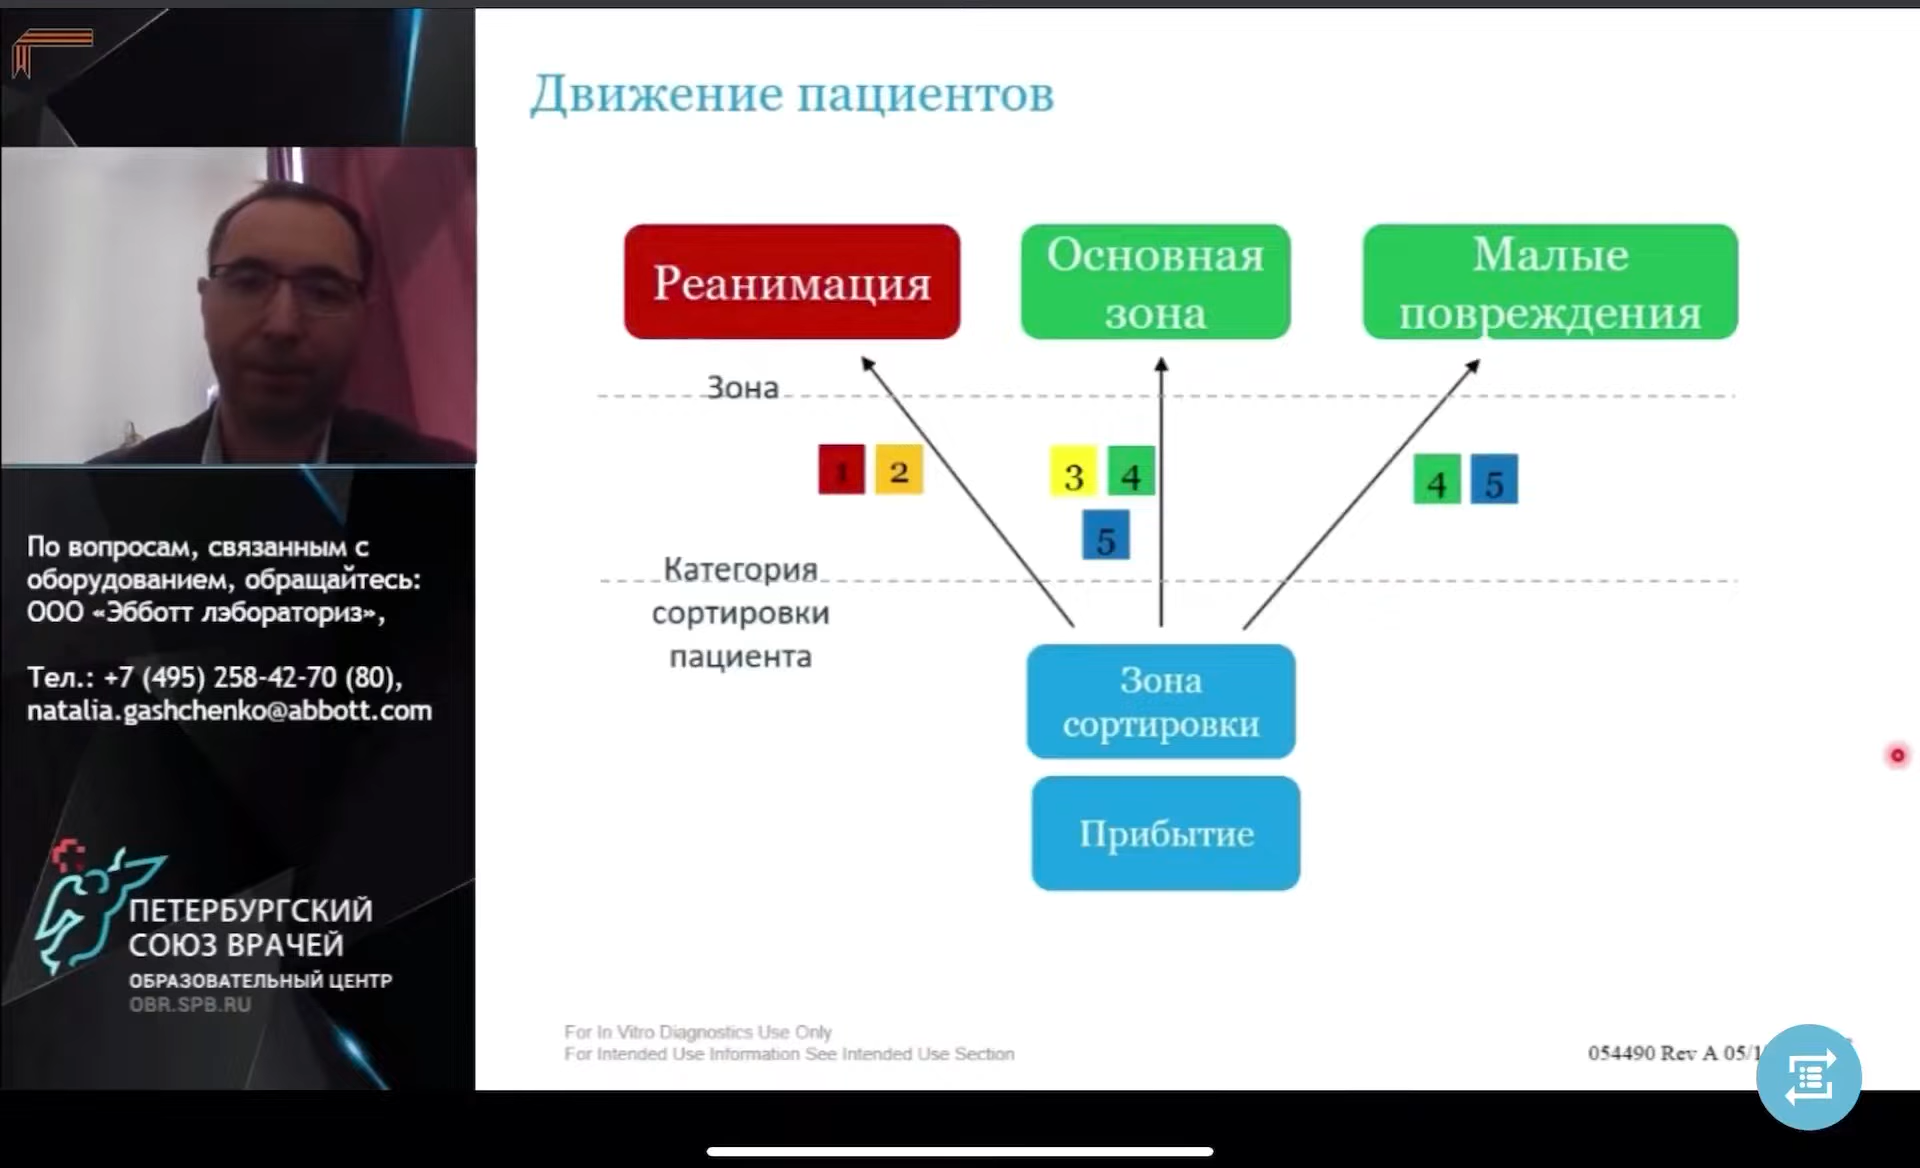 Движение пациентов
Реанимация
Основная
зона
Малые
повреждения
Зона
1
2
3
4
5
4
5
Категория
сортировки
пациента
Зона
сортировки
Прибытие
For In Vitro Diagnostics Use Only
For Intended Use Information See Intended Use Section
054490 Rev A 05/1
По вопросам, связанным с
оборудованием, обращайтесь:
ООО «Эбботт лэбораториз»,
Тел.: +7 (495) 258-42-70 (80),
natalia.gashchenko@abbott.com
ПЕТЕРБУРГСКИЙ
СОЮЗ ВРАЧЕЙ
ОБРАЗОВАТЕЛЬНЫЙ ЦЕНТР
OBR.SPB.RU